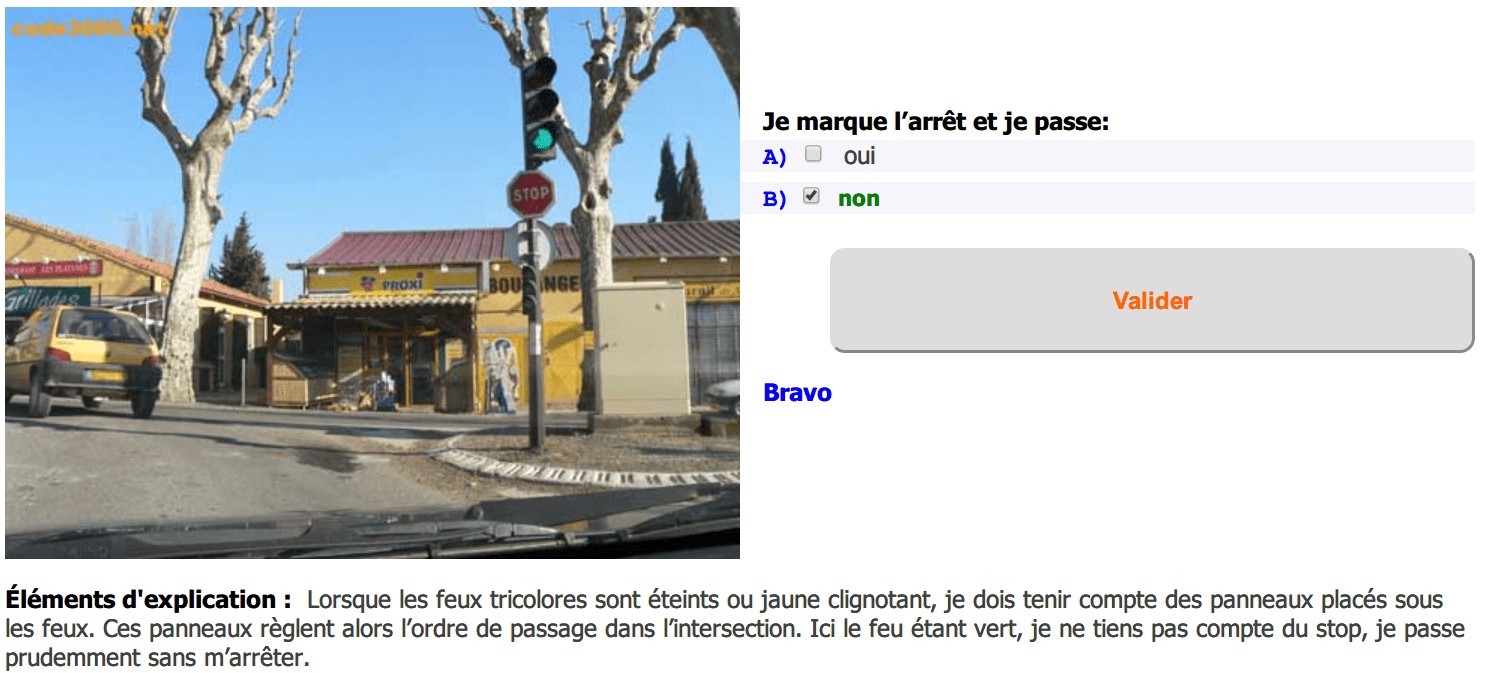 code3000.net
STOP
RESTAURANT LES PLATANES
Grillades
PROXI
BOULANGE
Je marque l’arrêt et je passe:
A) oui
B) non
Valider
Bravo
Éléments d'explication : Lorsque les feux tricolores sont éteints ou jaune clignotant, je dois tenir compte des panneaux placés sous
les feux. Ces panneaux règlent alors l’ordre de passage dans l’intersection. Ici le feu étant vert, je ne tiens pas compte du stop, je passe
prudemment sans m’arrêter.